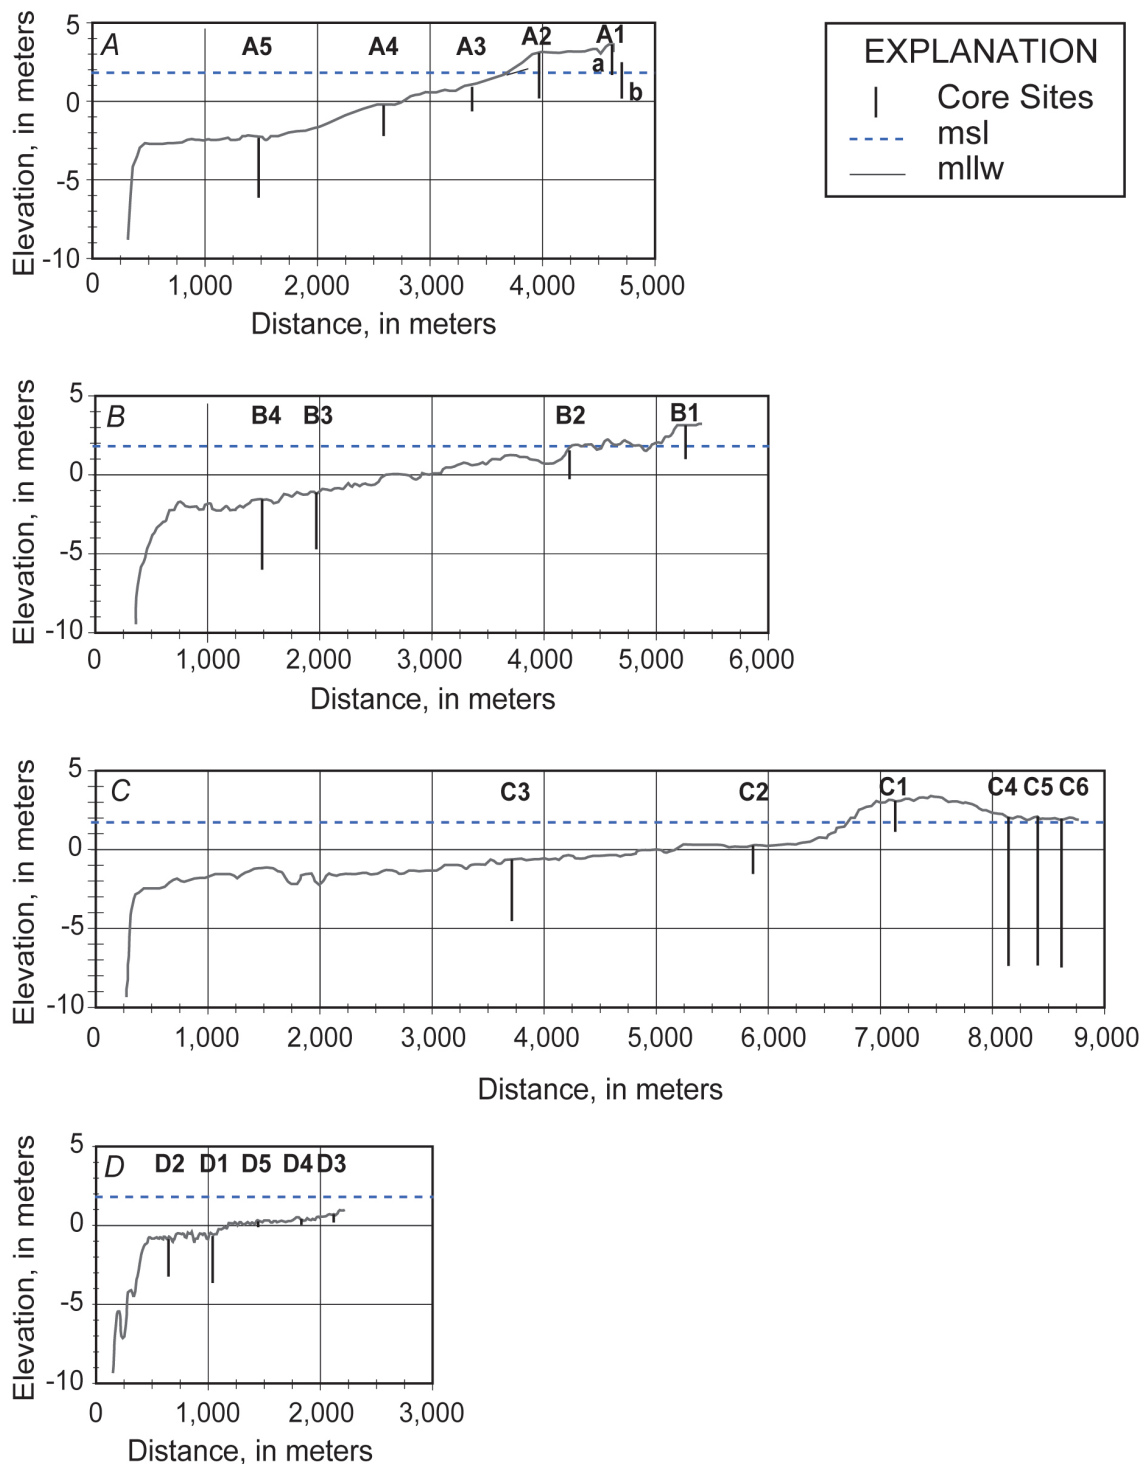 Elevation, in meters
5
0
-5
-10
A
A5
A4
A3
A2
A1
a
b
0 1,000 2,000 3,000 4,000 5,000
Distance, in meters
EXPLANATION
Core Sites
msl
mllw
Elevation, in meters
5
0
-5
-10
B
B4
B3
B2
B1
0 1,000 2,000 3,000 4,000 5,000 6,000
Distance, in meters
Elevation, in meters
5
0
-5
-10
C
C3
C2
C1
C4 C5 C6
0 1,000 2,000 3,000 4,000 5,000 6,000 7,000 8,000 9,000
Distance, in meters
Elevation, in meters
5
0
-5
-10
D
D2 D1 D5 D4 D3
0 1,000 2,000 3,000
Distance, in meters